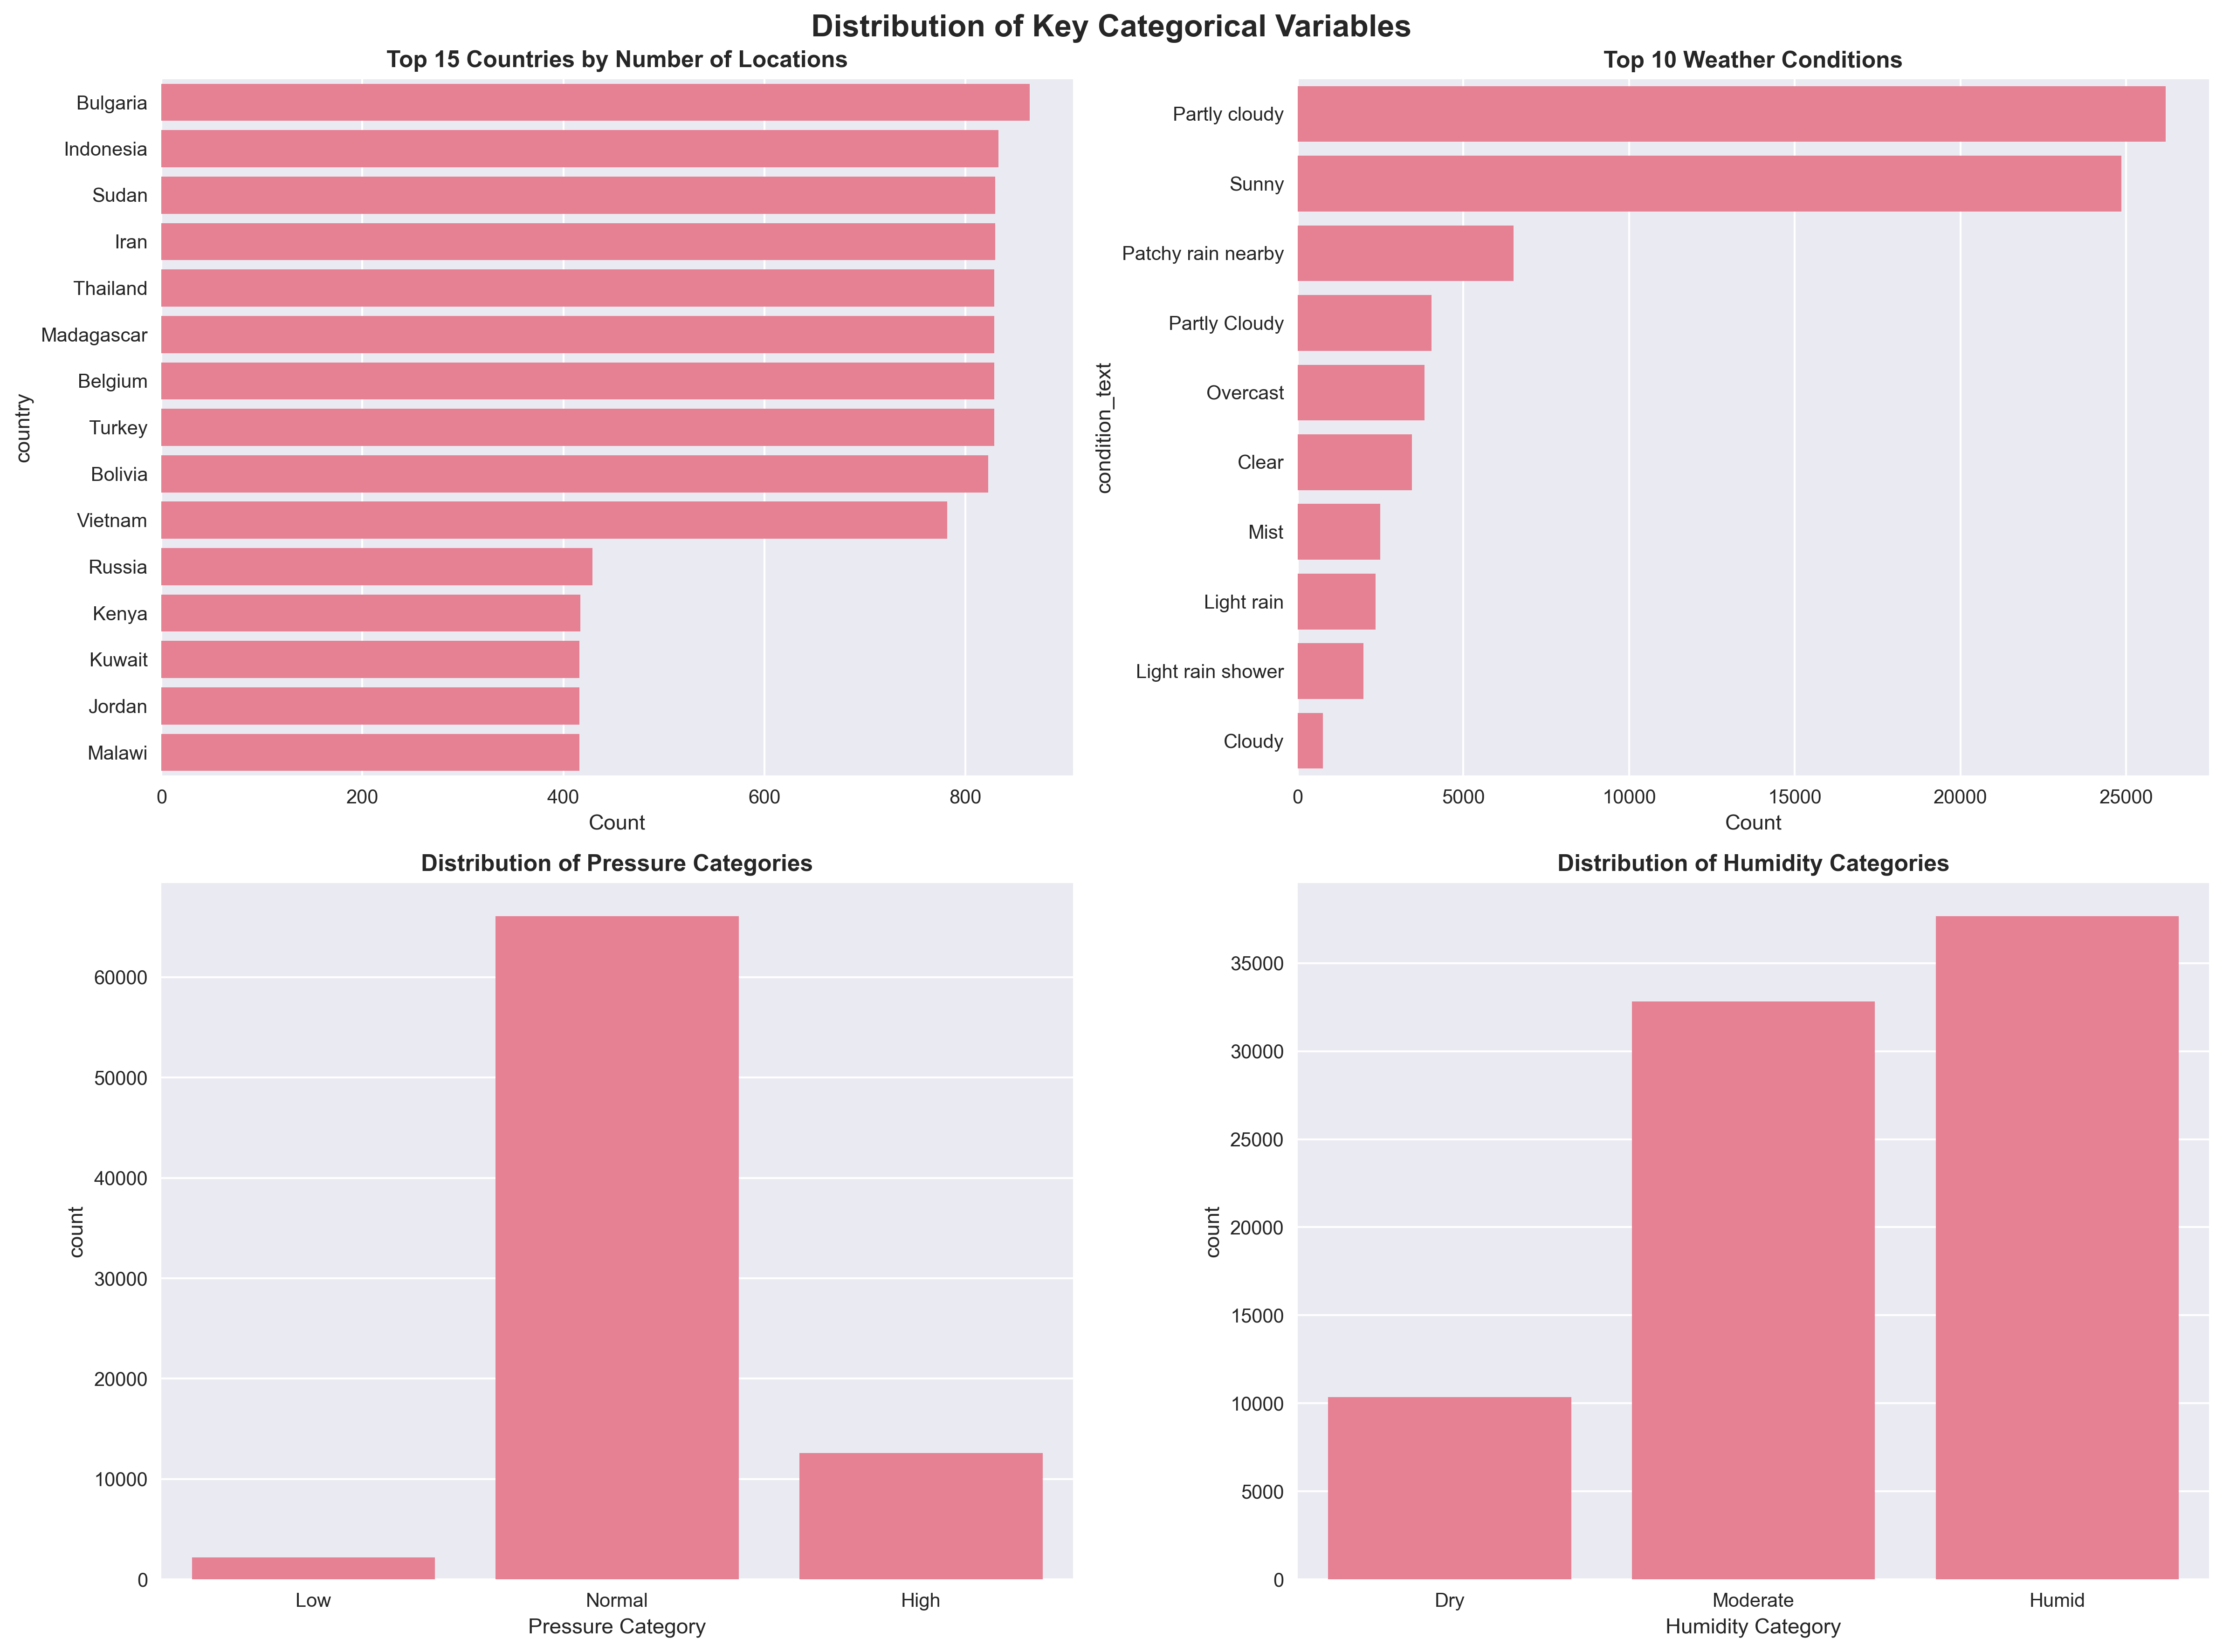 Distribution of Key Categorical Variables
Top 15 Countries by Number of Locations
country
Bulgaria
Indonesia
Sudan
Iran
Thailand
Madagascar
Belgium
Turkey
Bolivia
Vietnam
Russia
Kenya
Kuwait
Jordan
Malawi
0 200 400 600 800
Count
Top 10 Weather Conditions
condition_text
Partly cloudy
Sunny
Patchy rain nearby
Partly Cloudy
Overcast
Clear
Mist
Light rain
Light rain shower
Cloudy
0 5000 10000 15000 20000 25000
Count
Distribution of Pressure Categories
count
60000
50000
40000
30000
20000
10000
0
Low Normal High
Pressure Category
Distribution of Humidity Categories
count
35000
30000
25000
20000
15000
10000
5000
0
Dry Moderate Humid
Humidity Category